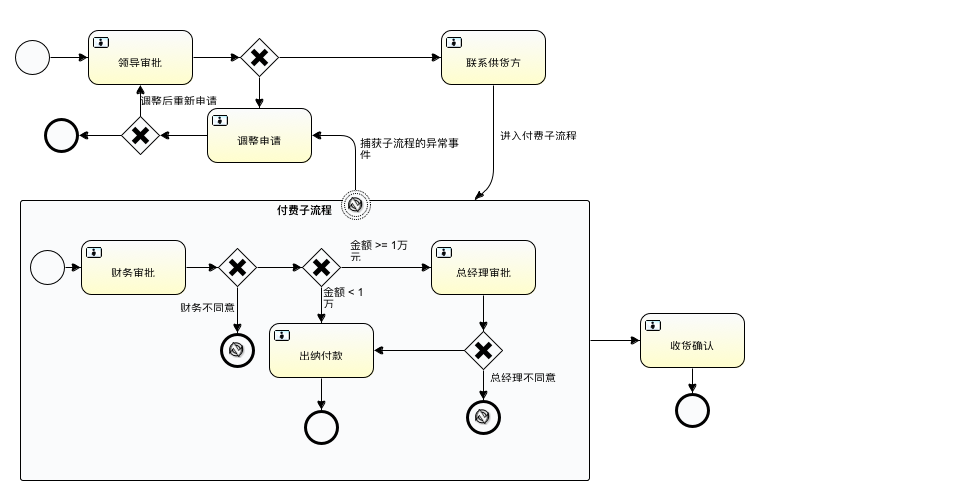 领导审批
联系供货方
调整后重新申请
调整申请
捕获子流程的异常事
件
进入付费子流程
付费子流程
金额 >= 1万
元
财务审批
总经理审批
财务不同意
金额 < 1
万
出纳付款
总经理不同意
收货确认